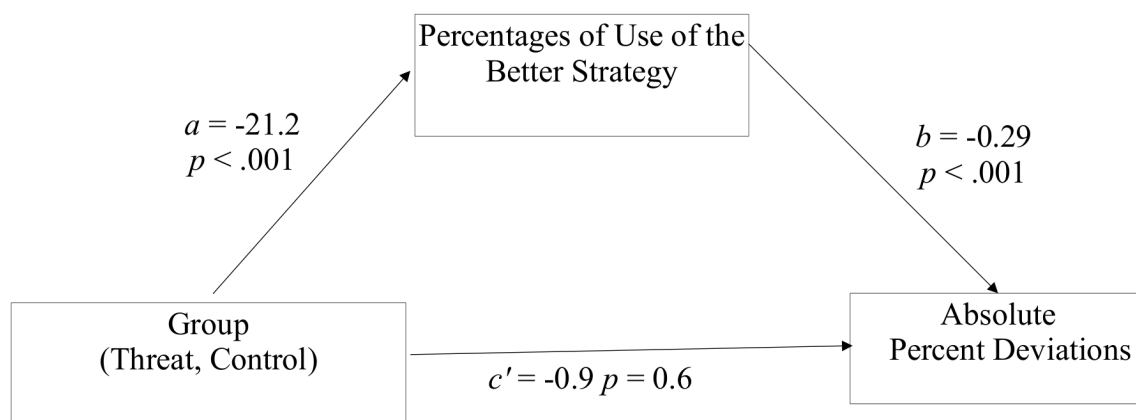 Percentages of Use of the
Better Strategy
a = -21.2
p < .001
b = -0.29
p < .001
Group
(Threat, Control)
Absolute
Percent Deviations
c′ = -0.9 p = 0.6